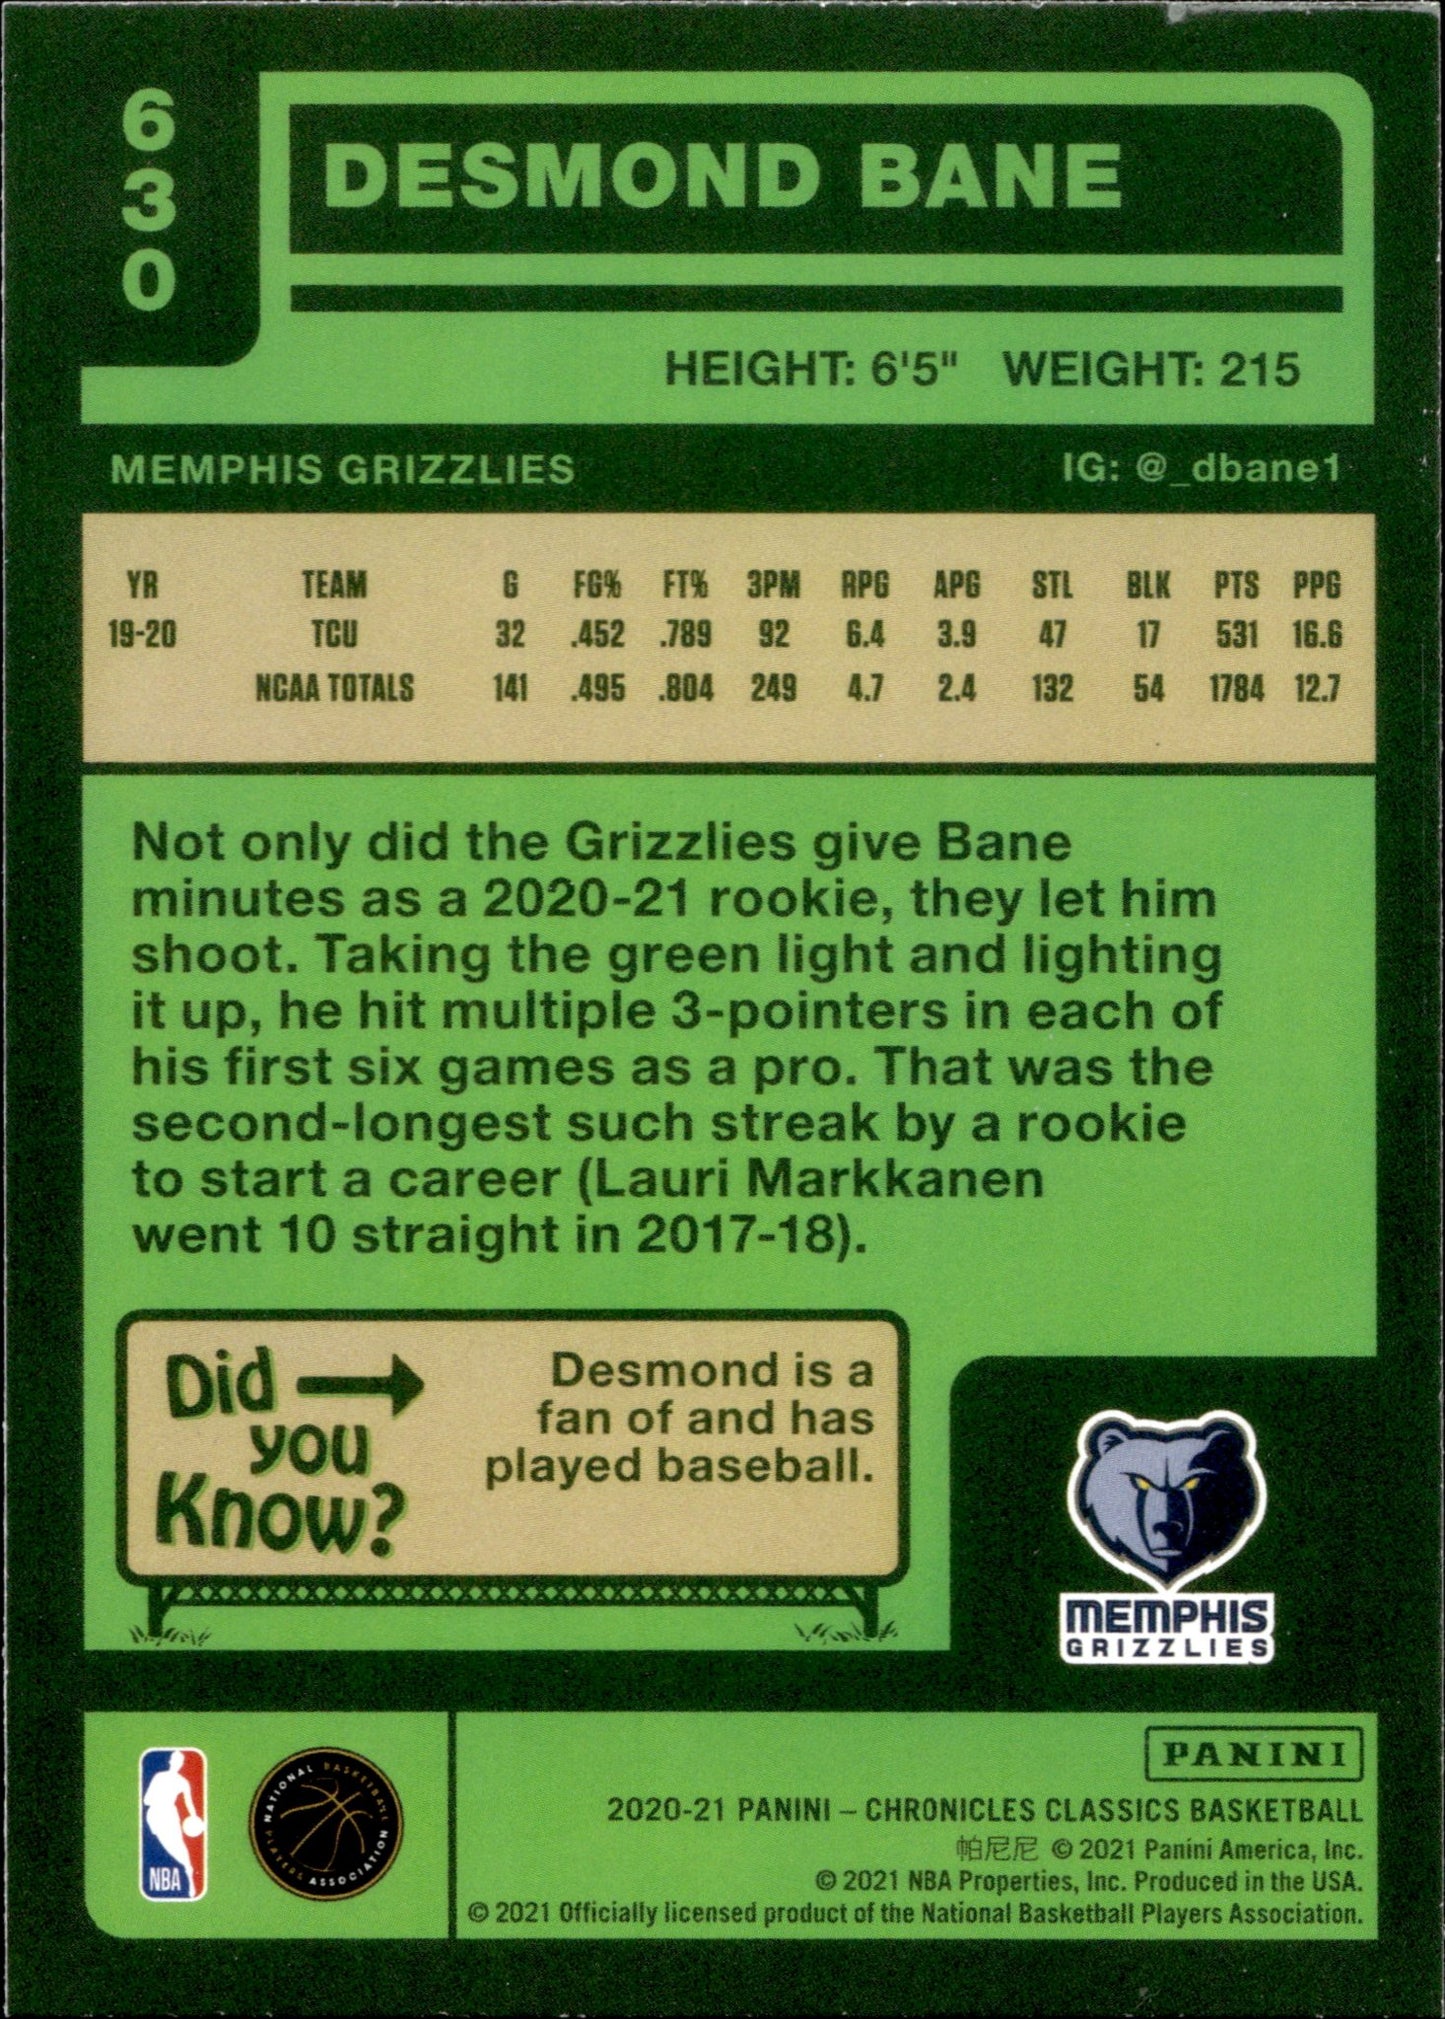 630
DESMOND BANE
HEIGHT: 6'5" WEIGHT: 215
MEMPHIS GRIZZLIES IG: @_dbane1
YR TEAM G FG% FT% 3PM RPG APG STL BLK PTS PPG
19-20 TCU 32 .452 .789 92 6.4 3.9 47 17 531 16.6
NCAA TOTALS 141 .495 .804 249 4.7 2.4 132 54 1784 12.7
Not only did the Grizzlies give Bane
minutes as a 2020-21 rookie, they let him
shoot. Taking the green light and lighting
it up, he hit multiple 3-pointers in each of
his first six games as a pro. That was the
second-longest such streak by a rookie
to start a career (Lauri Markkanen
went 10 straight in 2017-18).
Did
you
Know?
Desmond is a
fan of and has
played baseball.
MEMPHIS
GRIZZLIES
NBA
NATIONAL BASKETBALL
PLAYERS ASSOCIATION
PANINI
2020-21 PANINI – CHRONICLES CLASSICS BASKETBALL
帕尼尼 © 2021 Panini America, Inc.
© 2021 NBA Properties, Inc. Produced in the USA.
© 2021 Officially licensed product of the National Basketball Players Association.